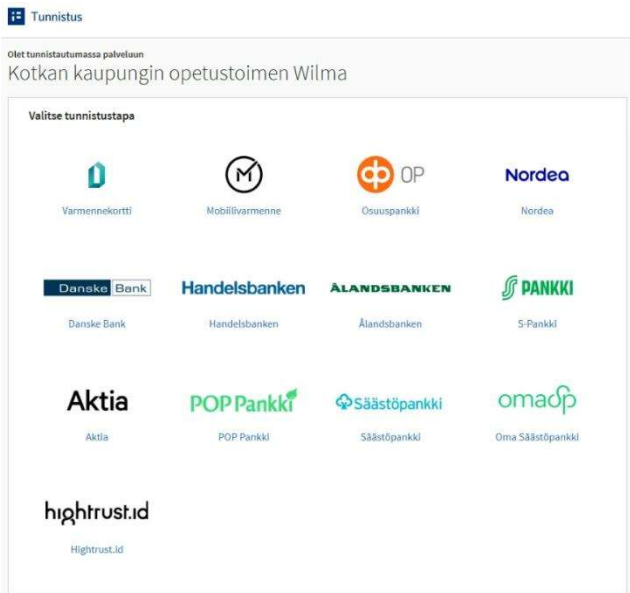 Tunnistus
Olet tunnistautumassa palveluun
Kotkan kaupungin opetustoimen Wilma
Valitse tunnistustapa
M OP Nordea
Varmennekortti Mobiilivarmenne Osuuspankki Nordea
Danske Bank Handelsbanken ÅLANDSBANKEN S PANKKI
Danske Bank Handelsbanken Ålandsbanken S-Pankki
Aktia POP Pankki Säästöpankki omasp
Aktia POP Pankki Säästöpankki Oma Säästöpankki
hightrust.id
Hightrust.id